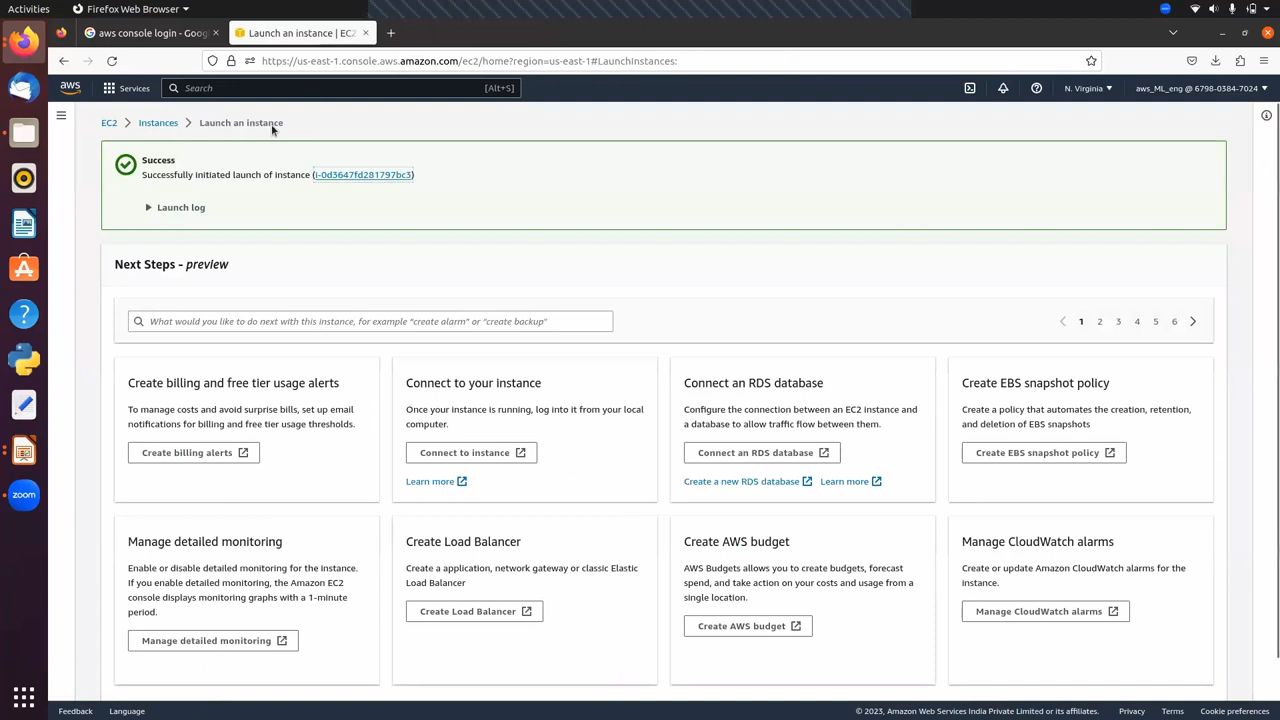 Activities
Firefox Web Browser
aws console login - Goog
Launch an instance | EC2
https://us-east-1.console.aws.amazon.com/ec2/home?region=us-east-1#LaunchInstances:
aws
Services
Search
[Alt+S]
N. Virginia
aws_ML_eng @ 6798-0384-7024
EC2
Instances
Launch an instance
Success
Successfully initiated launch of instance (i-0d3647fd281797bc3)
Launch log
Next Steps - preview
What would you like to do next with this instance, for example “create alarm” or “create backup”
1 2 3 4 5 6
Create billing and free tier usage alerts
To manage costs and avoid surprise bills, set up email
notifications for billing and free tier usage thresholds.
Create billing alerts
Connect to your instance
Once your instance is running, log into it from your local
computer.
Connect to instance
Learn more
Connect an RDS database
Configure the connection between an EC2 instance and
a database to allow traffic flow between them.
Connect an RDS database
Create a new RDS database
Learn more
Create EBS snapshot policy
Create a policy that automates the creation, retention,
and deletion of EBS snapshots
Create EBS snapshot policy
Manage detailed monitoring
Enable or disable detailed monitoring for the instance.
If you enable detailed monitoring, the Amazon EC2
console displays monitoring graphs with a 1-minute
period.
Manage detailed monitoring
Create Load Balancer
Create a application, network gateway or classic Elastic
Load Balancer
Create Load Balancer
Create AWS budget
AWS Budgets allows you to create budgets, forecast
spend, and take action on your costs and usage from a
single location.
Create AWS budget
Manage CloudWatch alarms
Create or update Amazon CloudWatch alarms for the
instance.
Manage CloudWatch alarms
zoom
Feedback
Language
© 2023, Amazon Web Services India Private Limited or its affiliates.
Privacy
Terms
Cookie preferences